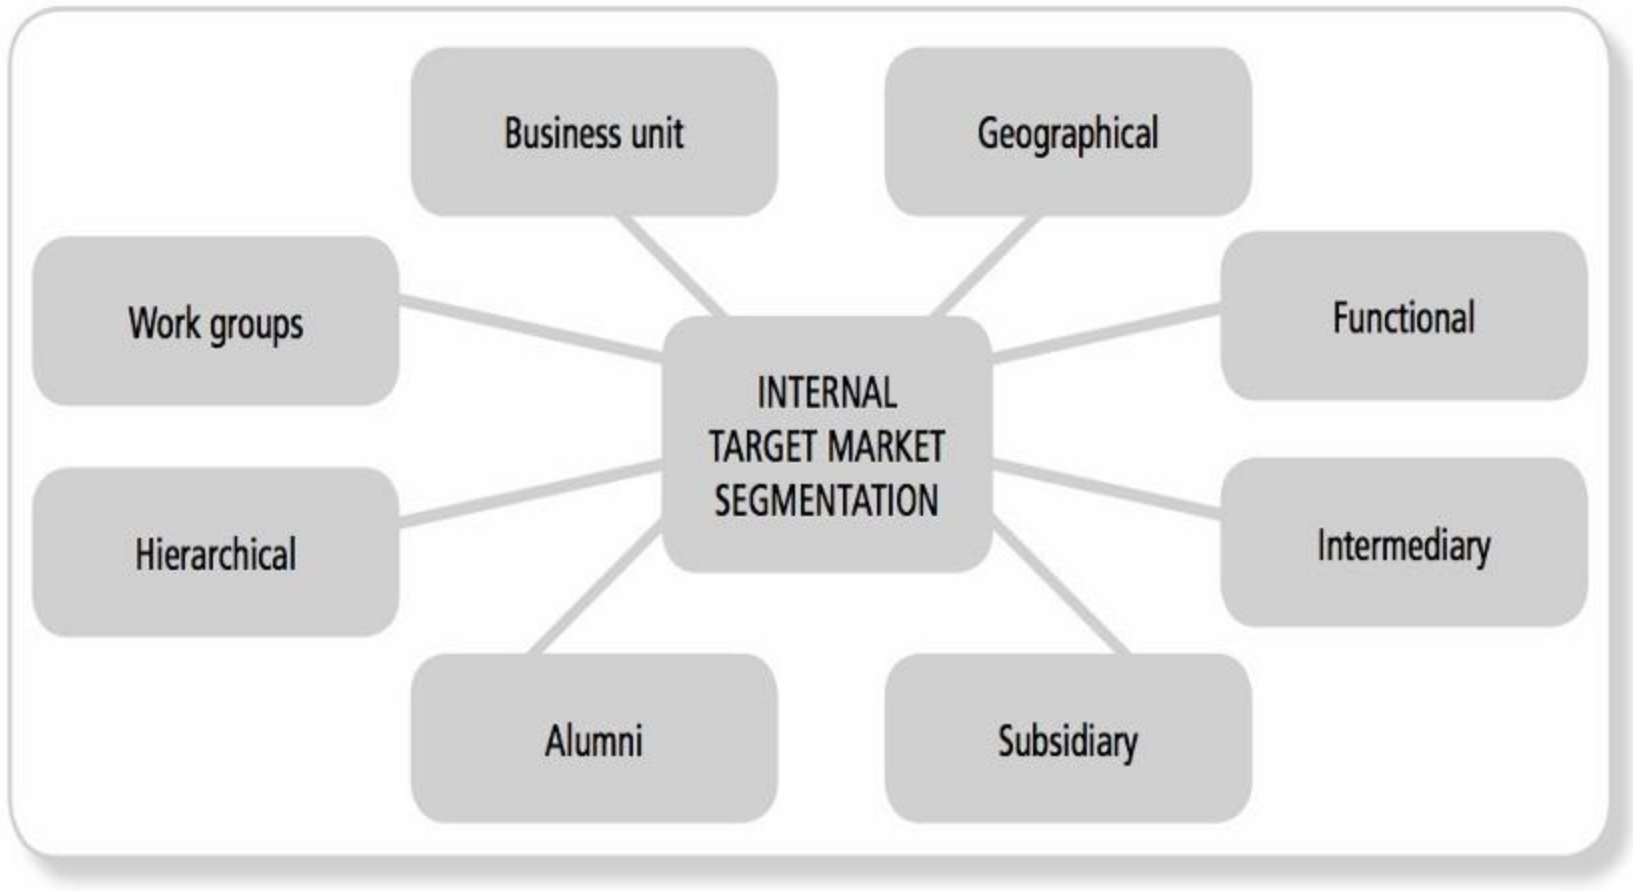 Business unit
Geographical
Work groups
Functional
INTERNAL
TARGET MARKET
SEGMENTATION
Hierarchical
Intermediary
Alumni
Subsidiary